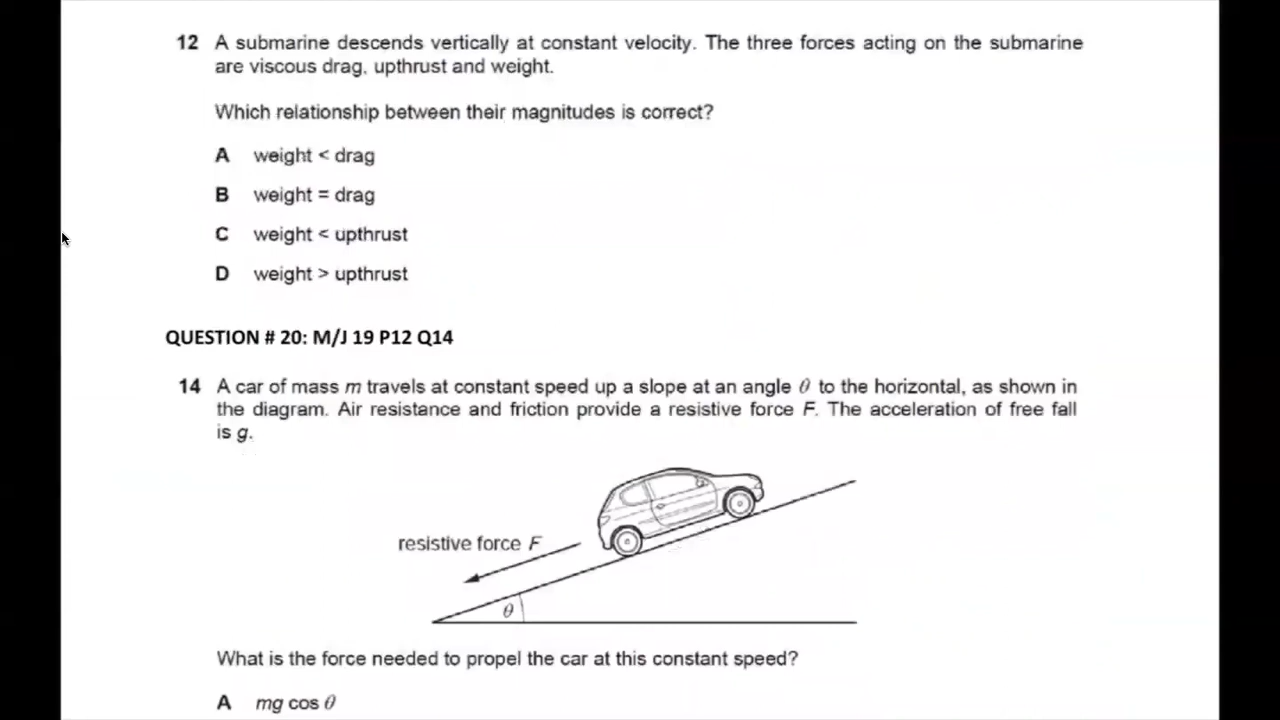 12 A submarine descends vertically at constant velocity. The three forces acting on the submarine
are viscous drag, upthrust and weight.
Which relationship between their magnitudes is correct?
A weight < drag
B weight = drag
C weight < upthrust
D weight > upthrust
QUESTION # 20: M/J 19 P12 Q14
14 A car of mass m travels at constant speed up a slope at an angle θ to the horizontal, as shown in
the diagram. Air resistance and friction provide a resistive force F. The acceleration of free fall
is g.
resistive force F
θ
What is the force needed to propel the car at this constant speed?
A mg cos θ